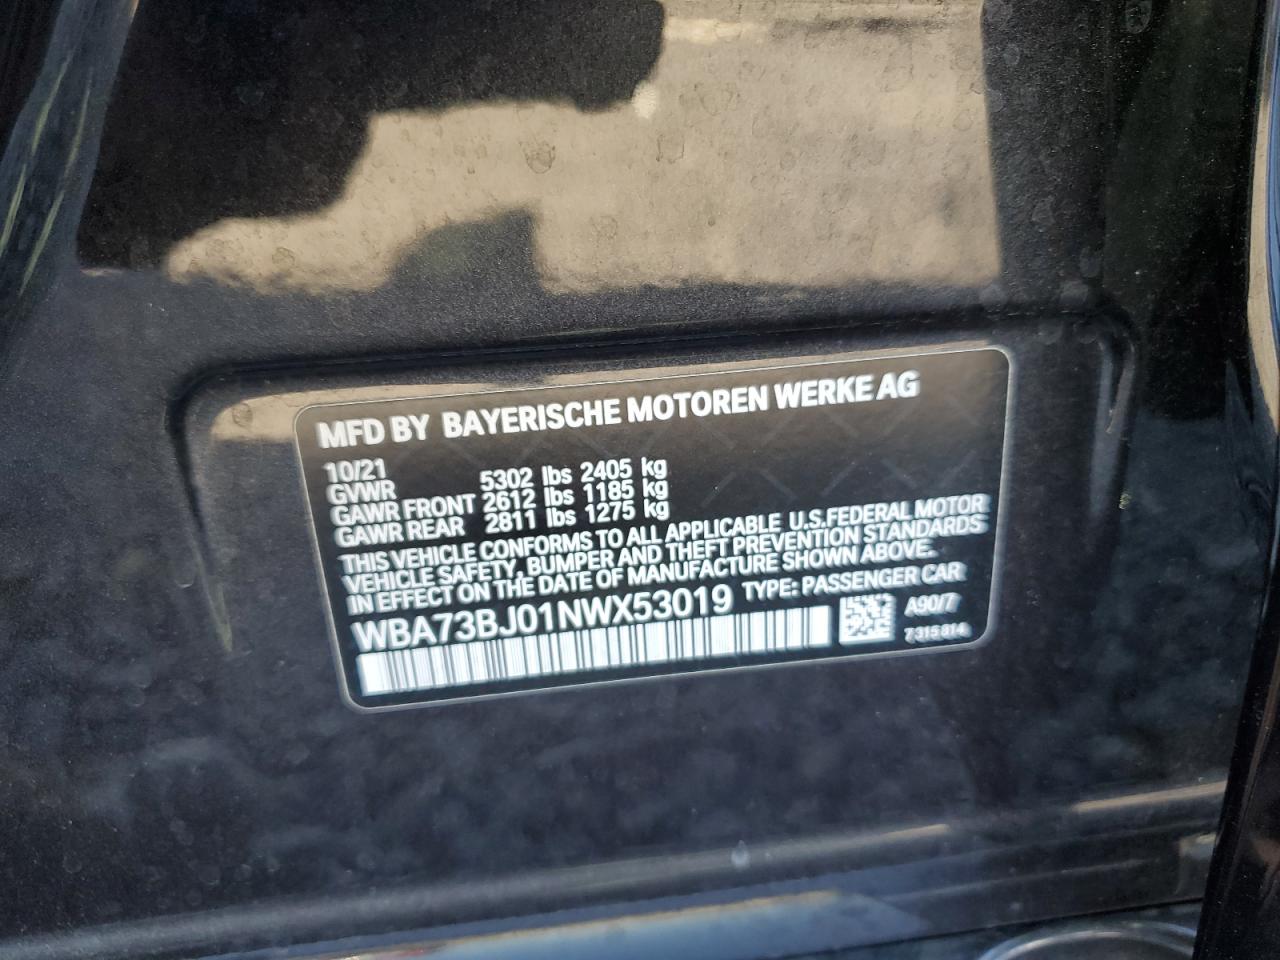 MFD BY BAYERISCHE MOTOREN WERKE AG
10/21
GVWR 5302 lbs 2405 kg
GAWR FRONT 2612 lbs 1185 kg
GAWR REAR 2811 lbs 1275 kg
THIS VEHICLE CONFORMS TO ALL APPLICABLE U.S.FEDERAL MOTOR
VEHICLE SAFETY, BUMPER AND THEFT PREVENTION STANDARDS
IN EFFECT ON THE DATE OF MANUFACTURE SHOWN ABOVE.
WBA73BJ01NWX53019 TYPE: PASSENGER CAR
A90/7
7 315 814